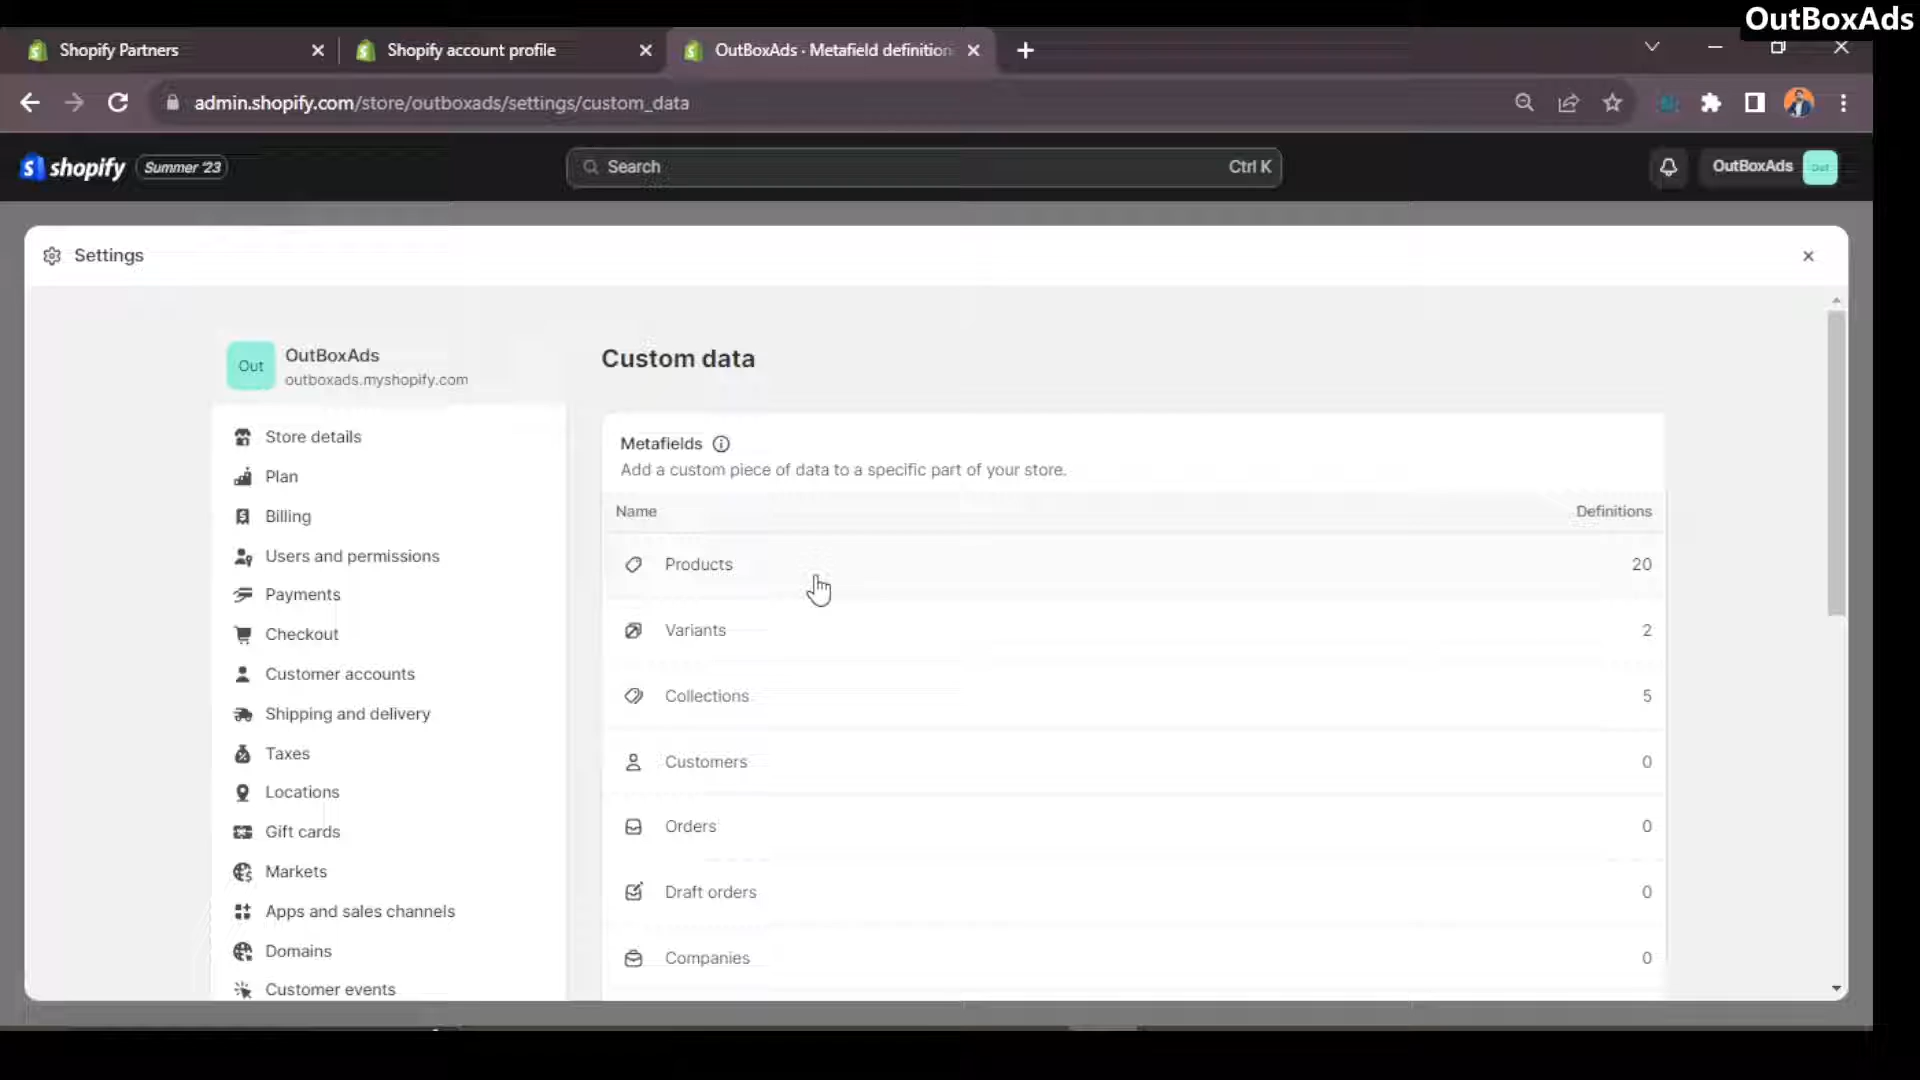 OutBoxAds
Shopify Partners
Shopify account profile
OutBoxAds · Metafield definition
admin.shopify.com/store/outboxads/settings/custom_data
shopify
Summer '23
Search
Ctrl K
OutBoxAds
Out
Settings
Out
OutBoxAds
outboxads.myshopify.com
Store details
Plan
Billing
Users and permissions
Payments
Checkout
Customer accounts
Shipping and delivery
Taxes
Locations
Gift cards
Markets
Apps and sales channels
Domains
Customer events
Custom data
Metafields
Add a custom piece of data to a specific part of your store.
Name Definitions
Products 20
Variants 2
Collections 5
Customers 0
Orders 0
Draft orders 0
Companies 0